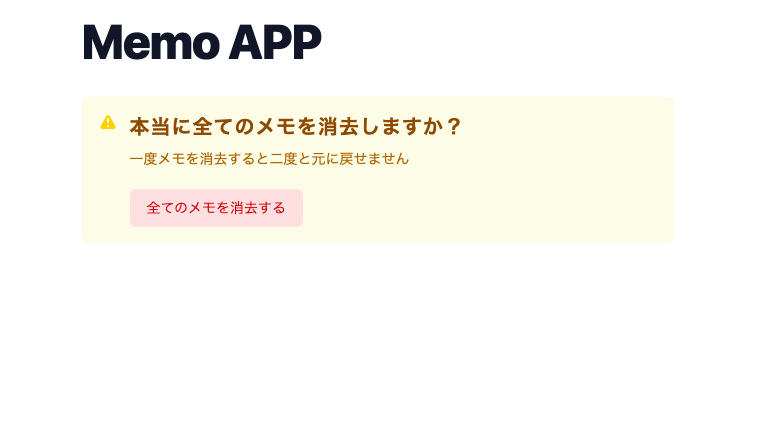 Memo APP
本当に全てのメモを消去しますか？
一度メモを消去すると二度と元に戻せません
全てのメモを消去する